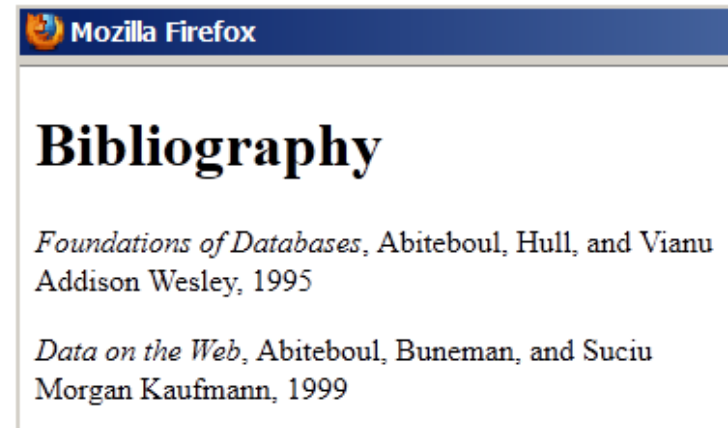 Mozilla Firefox
Bibliography
Foundations of Databases, Abiteboul, Hull, and Vianu
Addison Wesley, 1995
Data on the Web, Abiteboul, Buneman, and Suciu
Morgan Kaufmann, 1999